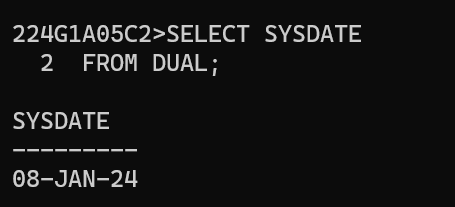 224G1A05C2>SELECT SYSDATE
  2  FROM DUAL;

SYSDATE
---------
08-JAN-24